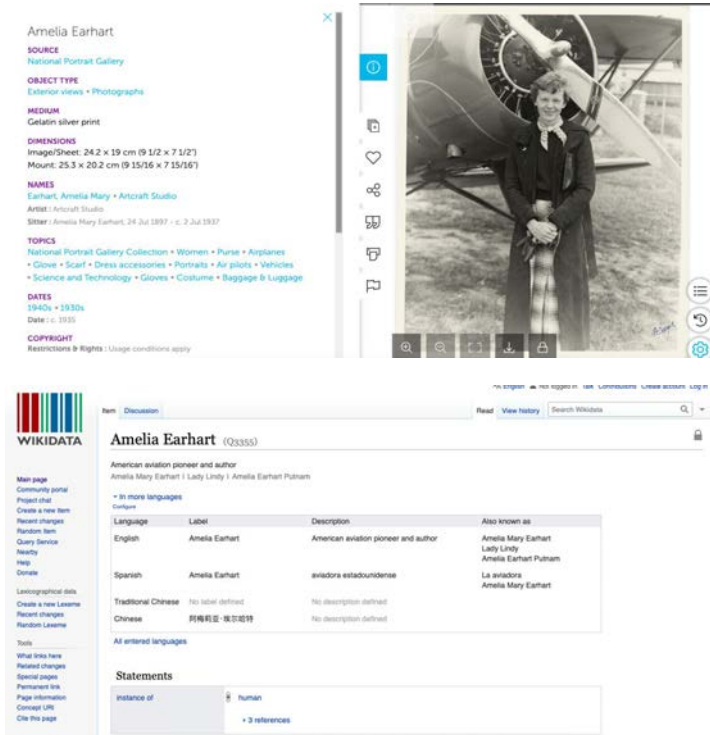 Amelia Earhart
SOURCE
National Portrait Gallery
OBJECT TYPE
Exterior views • Photographs
MEDIUM
Gelatin silver print
DIMENSIONS
Image/Sheet: 24.2 × 19 cm (9 1/2 × 7 1/2")
Mount: 25.3 × 20.2 cm (9 15/16 × 7 15/16")
NAMES
Earhart, Amelia Mary • Artcraft Studio
Artist : Artcraft Studio
Sitter : Amelia Mary Earhart, 24 Jul 1897 - c. 2 Jul 1937
TOPICS
National Portrait Gallery Collection • Women • Purse • Airplanes
• Glove • Scarf • Dress accessories • Portraits • Air pilots • Vehicles
• Science and Technology • Gloves • Costume • Baggage & Luggage
DATES
1940s • 1930s
Date : c. 1935
COPYRIGHT
Restrictions & Rights : Usage conditions apply
English Not logged in Talk Contributions Create account Log in
WIKIDATA
Item Discussion
Read View history Search Wikidata
Amelia Earhart (Q3355)
American aviation pioneer and author
Amelia Mary Earhart | Lady Lindy | Amelia Earhart Putnam
In more languages
Configure
Language Label Description Also known as
English Amelia Earhart American aviation pioneer and author Amelia Mary Earhart
Lady Lindy
Amelia Earhart Putnam
Spanish Amelia Earhart aviadora estadounidense La aviadora
Amelia Mary Earhart
Traditional Chinese No label defined No description defined
Chinese 阿梅莉亚·埃尔哈特 No description defined
All entered languages
Statements
instance of human
3 references
Main page
Community portal
Project chat
Create a new Item
Recent changes
Random Item
Query Service
Nearby
Help
Donate
Lexicographical data
Create a new Lexeme
Recent changes
Random Lexeme
Tools
What links here
Related changes
Special pages
Permanent link
Page information
Concept URI
Cite this page